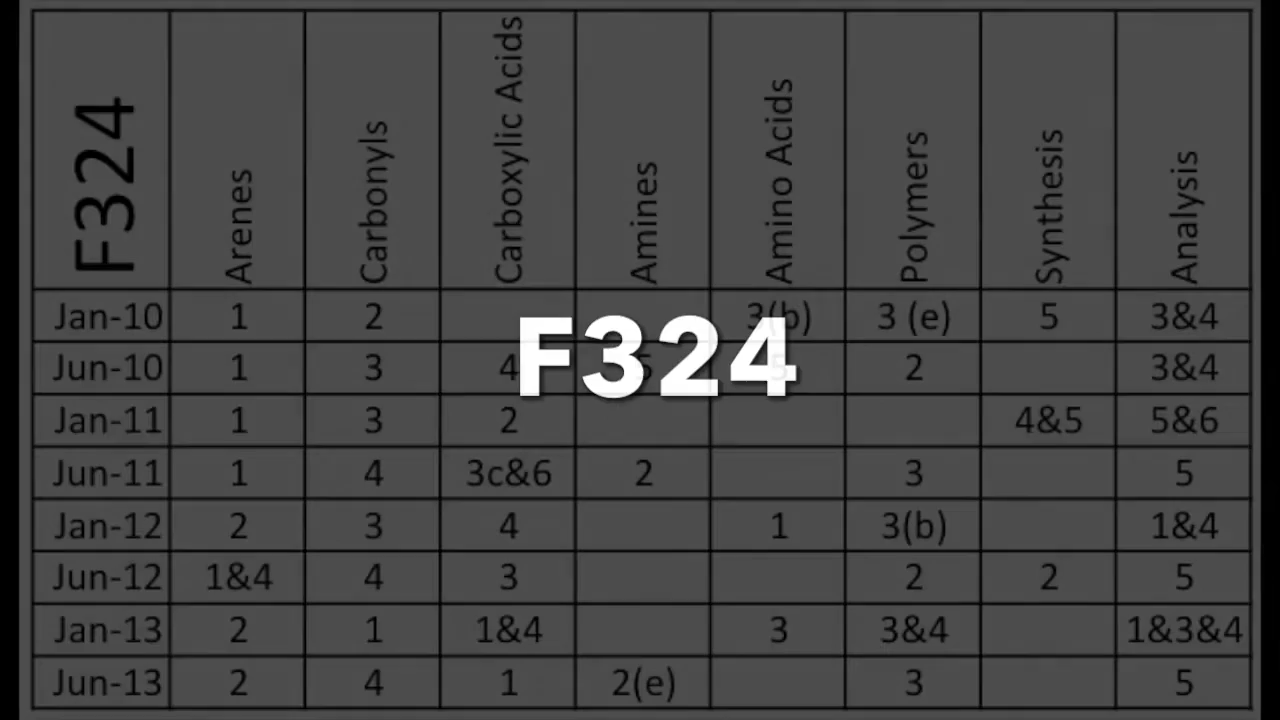 F324 Arenes Carbonyls Carboxylic Acids Amines Amino Acids Polymers Synthesis Analysis
Jan-10 1 2 3(b) 3 (e) 5 3&4
Jun-10 1 3 4 5 5 2 3&4
Jan-11 1 3 2 4&5 5&6
Jun-11 1 4 3c&6 2 3 5
Jan-12 2 3 4 1 3(b) 1&4
Jun-12 1&4 4 3 2 2 5
Jan-13 2 1 1&4 3 3&4 1&3&4
Jun-13 2 4 1 2(e) 3 5
F324